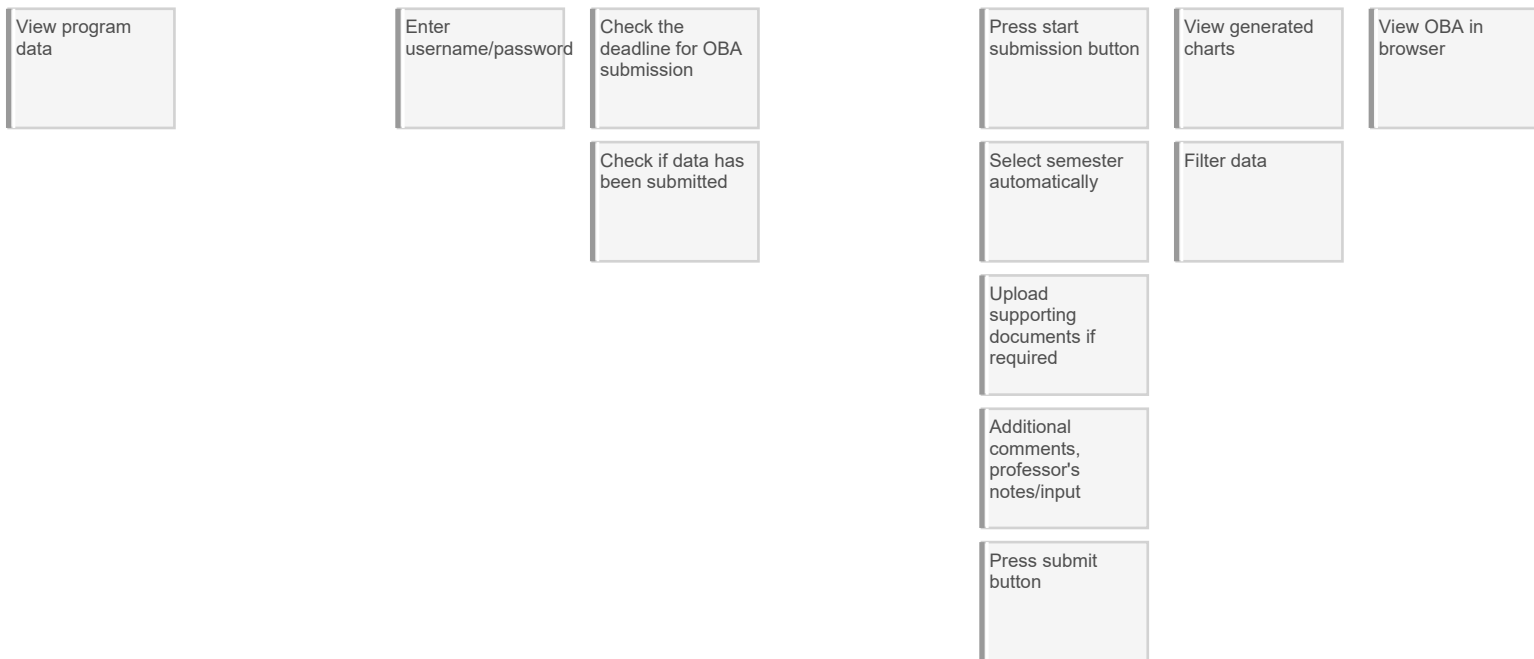 View program
data
Enter
username/password
Check the
deadline for OBA
submission
Press start
submission button
View generated
charts
View OBA in
browser
Check if data has
been submitted
Select semester
automatically
Filter data
Upload
supporting
documents if
required
Additional
comments,
professor's
notes/input
Press submit
button